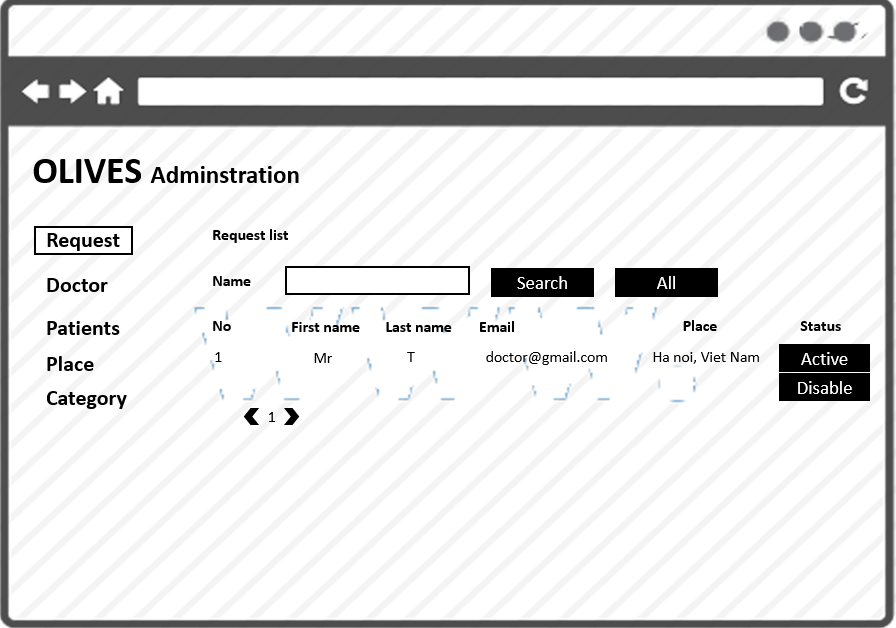 OLIVES Adminstration
Request
Request list
Doctor
Name
Search
All
Patients
No
First name
Last name
Email
Place
Status
Place
1
Mr
T
doctor@gmail.com
Ha noi, Viet Nam
Active
Disable
Category
1